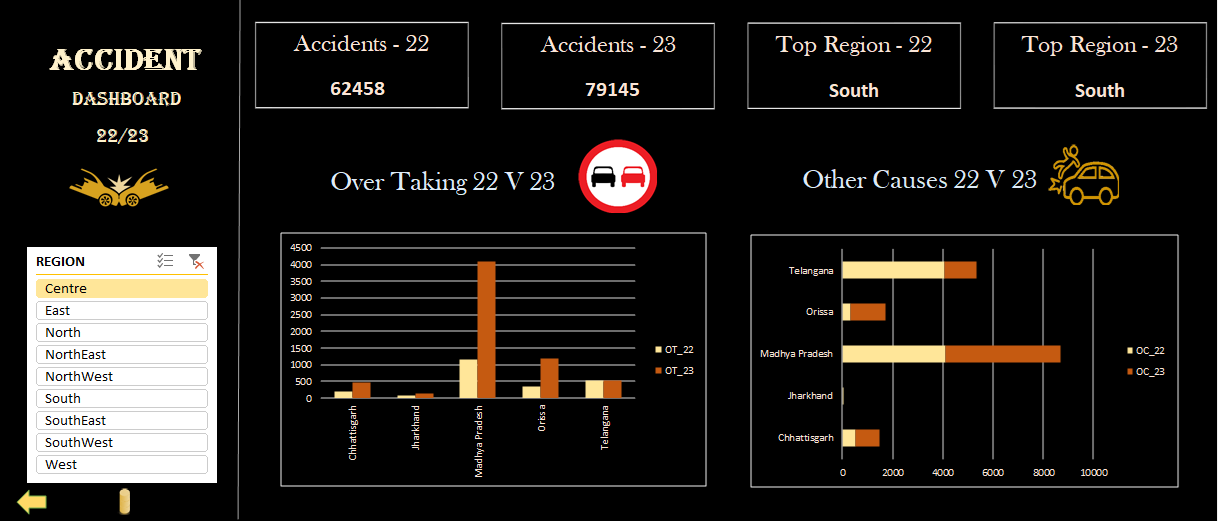 ACCIDENT
DASHBOARD
22/23
REGION
Centre
East
North
NorthEast
NorthWest
South
SouthEast
SouthWest
West
Accidents - 22
62458
Accidents - 23
79145
Top Region - 22
South
Top Region - 23
South
Over Taking 22 V 23
4500
4000
3500
3000
2500
2000
1500
1000
500
0
Chhattisgarh
Jharkhand
Madhya Pradesh
Orissa
Telangana
OT_22
OT_23
Other Causes 22 V 23
Telangana
Orissa
Madhya Pradesh
Jharkhand
Chhattisgarh
0 2000 4000 6000 8000 10000
OC_22
OC_23